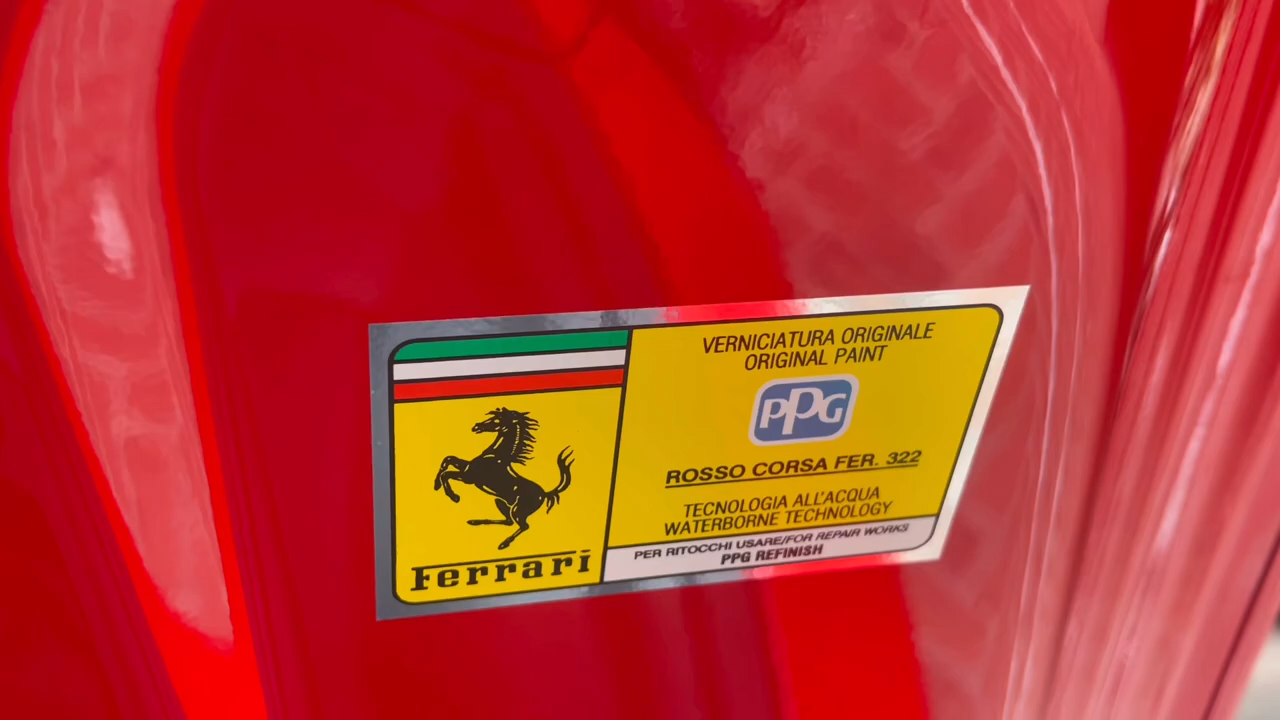 Ferrari
VERNICIATURA ORIGINALE
ORIGINAL PAINT
PPG
ROSSO CORSA FER. 322
TECNOLOGIA ALL'ACQUA
WATERBORNE TECHNOLOGY
PER RITOCCHI USARE/FOR REPAIR WORKS
PPG REFINISH